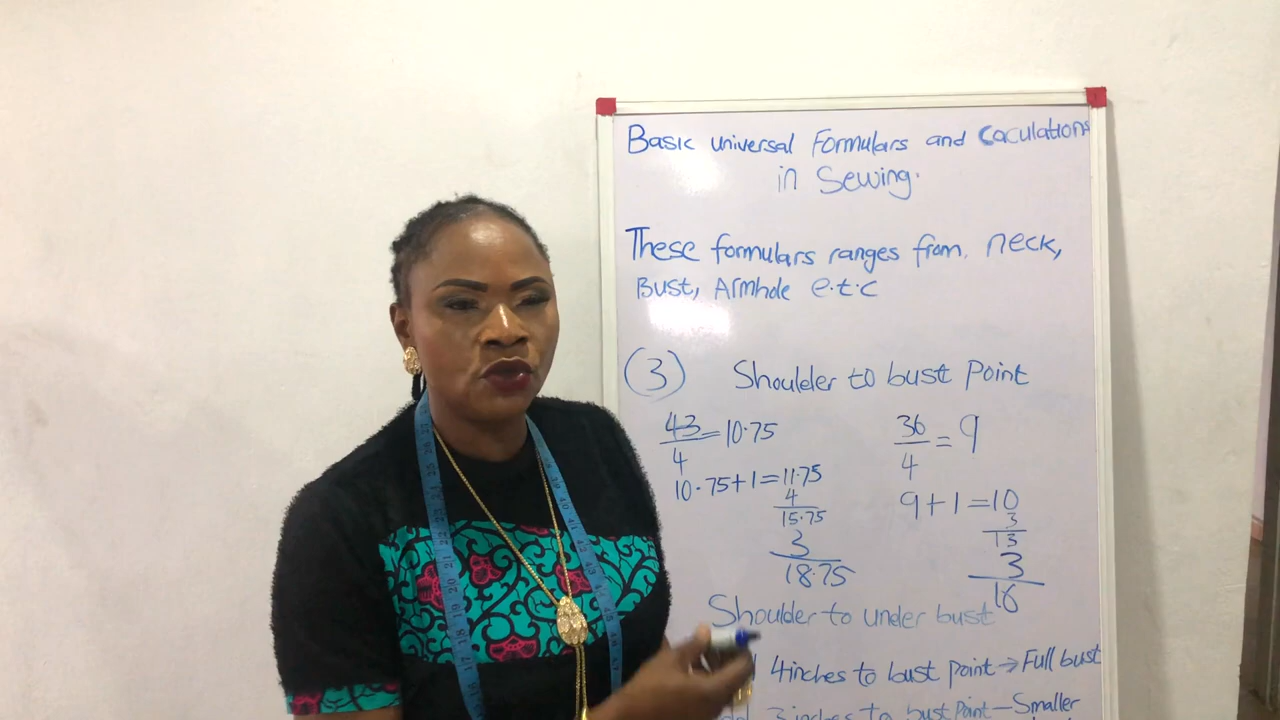 Basic universal Formulars and Caculations
in Sewing.
These formulars ranges from. neck,
Bust, Armhole e.t.c
(3) Shoulder to bust point
43/4 = 10.75
10.75+1=11.75
4
15.75
3
18.75
36/4 = 9
9+1=10
3
13
3
16
Shoulder to under bust
4inches to bust point → Full bust
3 inches to bust point — Smaller